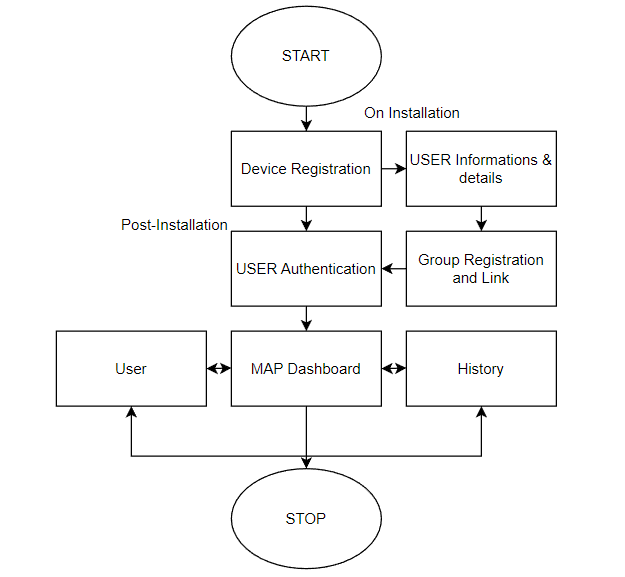 START
On Installation
Device Registration
USER Informations &
details
Post-Installation
USER Authentication
Group Registration
and Link
User
MAP Dashboard
History
STOP